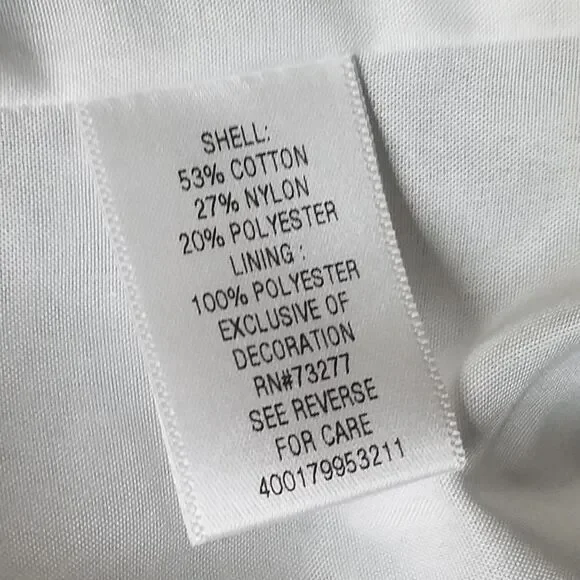 SHELL:
53% COTTON
27% NYLON
20% POLYESTER
LINING :
100% POLYESTER
EXCLUSIVE OF
DECORATION
RN#73277
SEE REVERSE
FOR CARE
400179953211